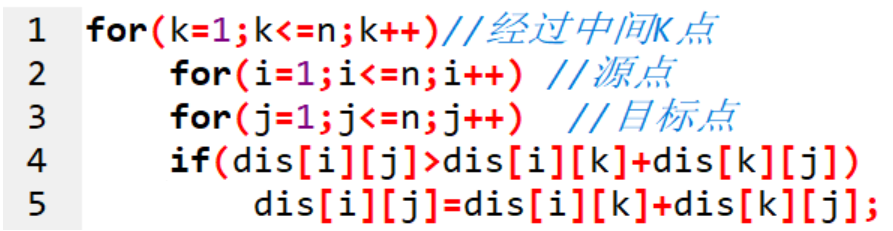 1 for(k=1;k<=n;k++)//经过中间K点
2 for(i=1;i<=n;i++) //源点
3 for(j=1;j<=n;j++) //目标点
4 if(dis[i][j]>dis[i][k]+dis[k][j])
5 dis[i][j]=dis[i][k]+dis[k][j];